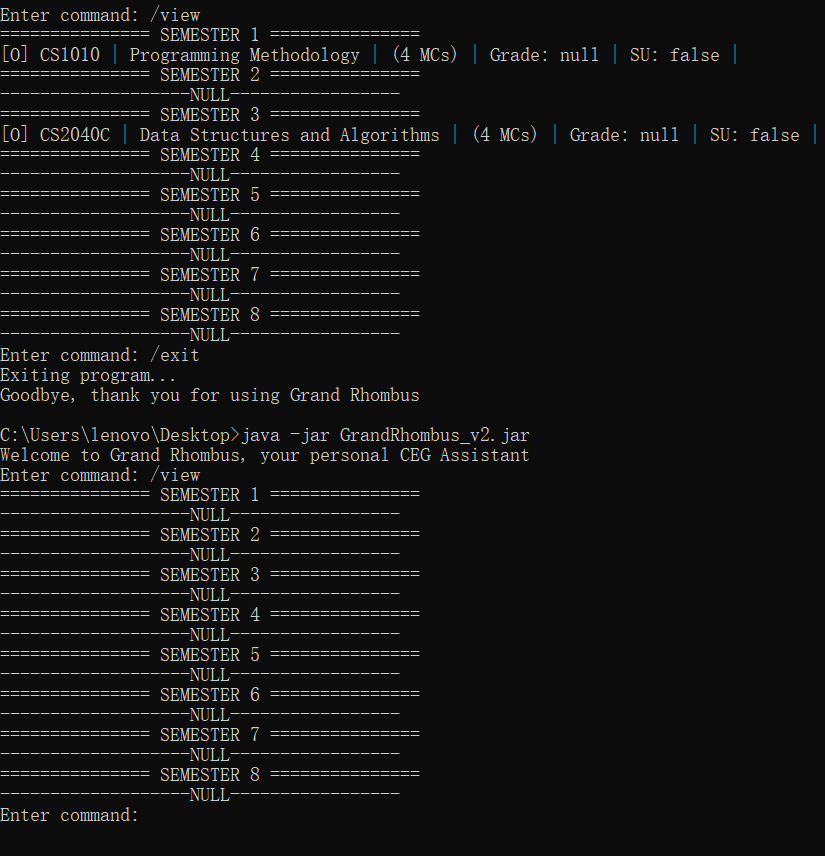 Enter command: /view
=============== SEMESTER 1 ===============
[0] CS1010 | Programming Methodology | (4 MCs) | Grade: null | SU: false |
=============== SEMESTER 2 ===============
-------------------NULL-----------------
=============== SEMESTER 3 ===============
[0] CS2040C | Data Structures and Algorithms | (4 MCs) | Grade: null | SU: false |
=============== SEMESTER 4 ===============
-------------------NULL-----------------
=============== SEMESTER 5 ===============
-------------------NULL-----------------
=============== SEMESTER 6 ===============
-------------------NULL-----------------
=============== SEMESTER 7 ===============
-------------------NULL-----------------
=============== SEMESTER 8 ===============
-------------------NULL-----------------
Enter command: /exit
Exiting program...
Goodbye, thank you for using Grand Rhombus
C:\Users\lenovo\Desktop>java -jar GrandRhombus_v2.jar
Welcome to Grand Rhombus, your personal CEG Assistant
Enter command: /view
=============== SEMESTER 1 ===============
-------------------NULL-----------------
=============== SEMESTER 2 ===============
-------------------NULL-----------------
=============== SEMESTER 3 ===============
-------------------NULL-----------------
=============== SEMESTER 4 ===============
-------------------NULL-----------------
=============== SEMESTER 5 ===============
-------------------NULL-----------------
=============== SEMESTER 6 ===============
-------------------NULL-----------------
=============== SEMESTER 7 ===============
-------------------NULL-----------------
=============== SEMESTER 8 ===============
-------------------NULL-----------------
Enter command: